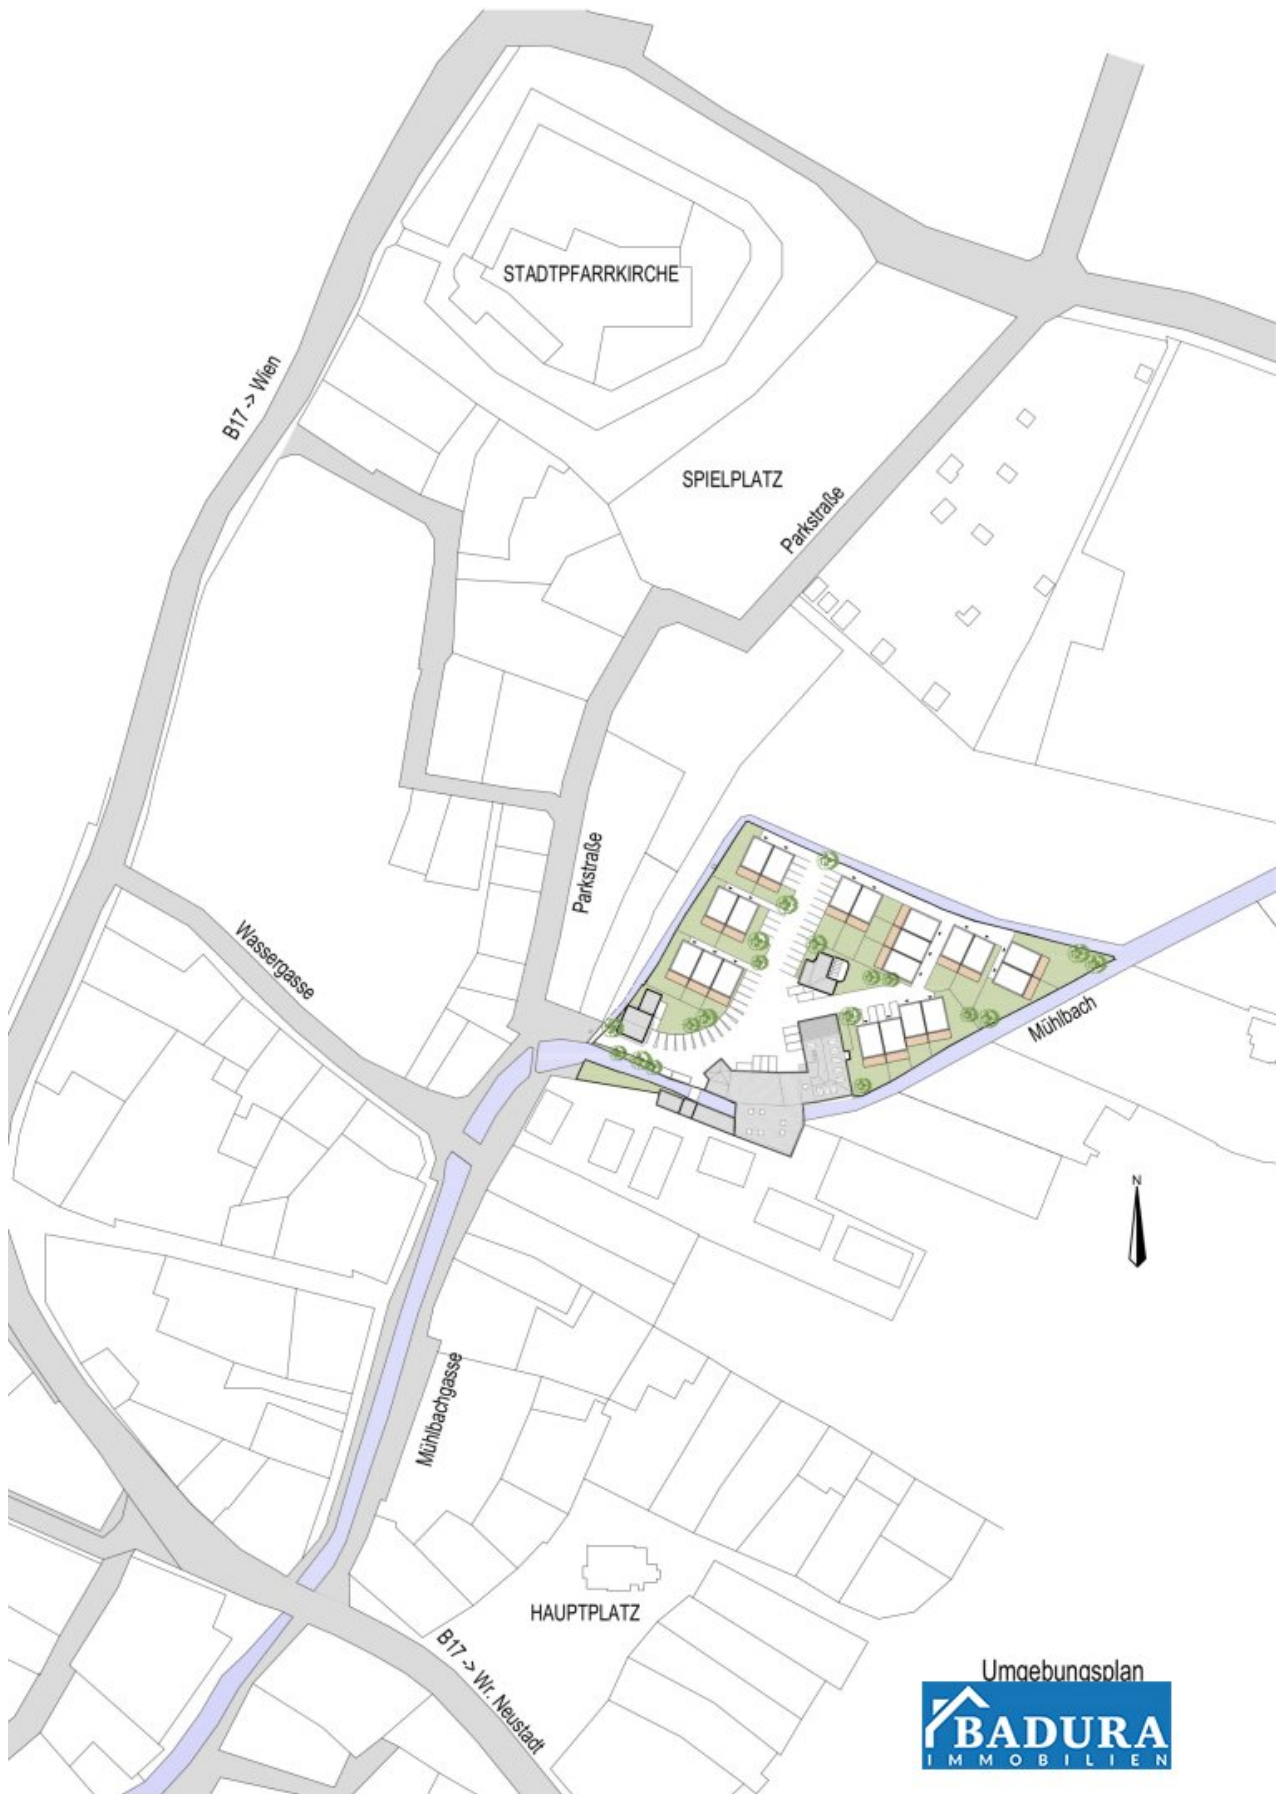 STADTPFARRKIRCHE
B17 -> Wien
SPIELPLATZ
Parkstraße
Parkstraße
Wassergasse
Mühlbach
N
Mühlbachgasse
HAUPTPLATZ
B17 -> Wr. Neustadt
Umgebungsplan
BADURA
IMMOBILIEN